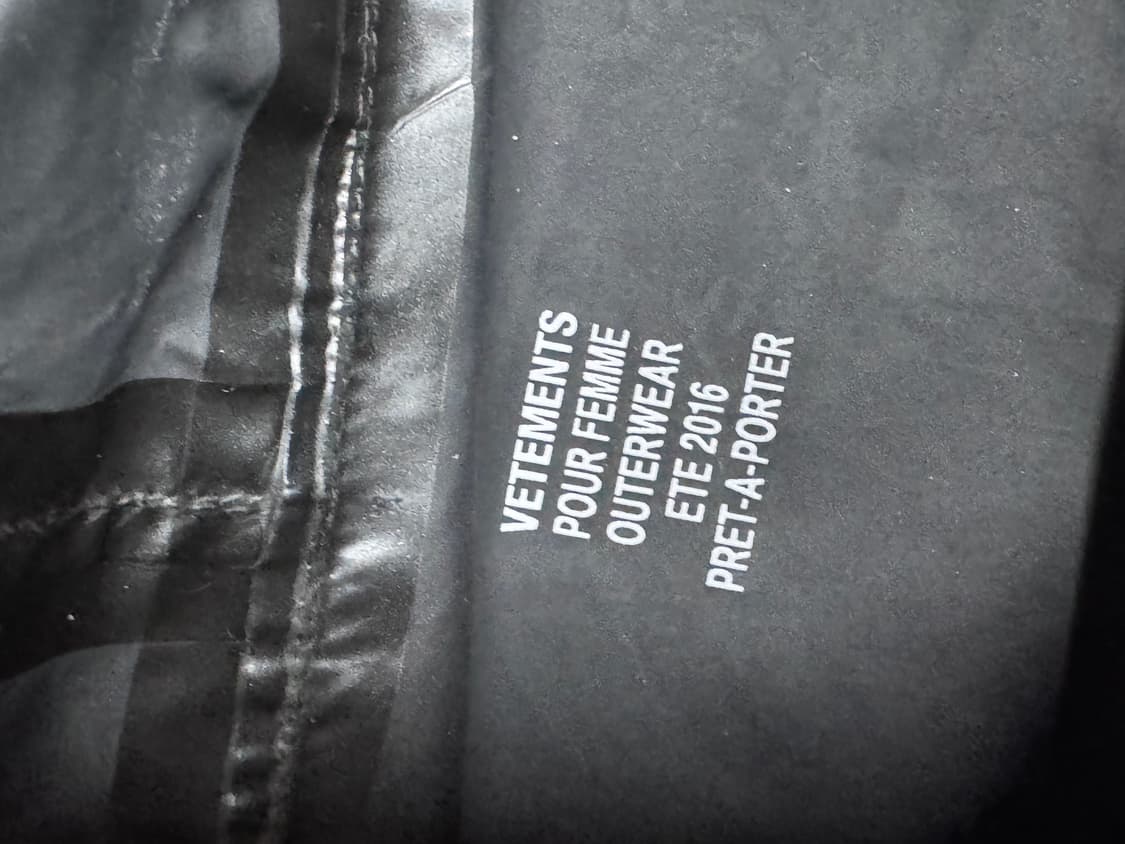 VETEMENTS
POUR FEMME
OUTERWEAR
ETE 2016
PRET-A-PORTER